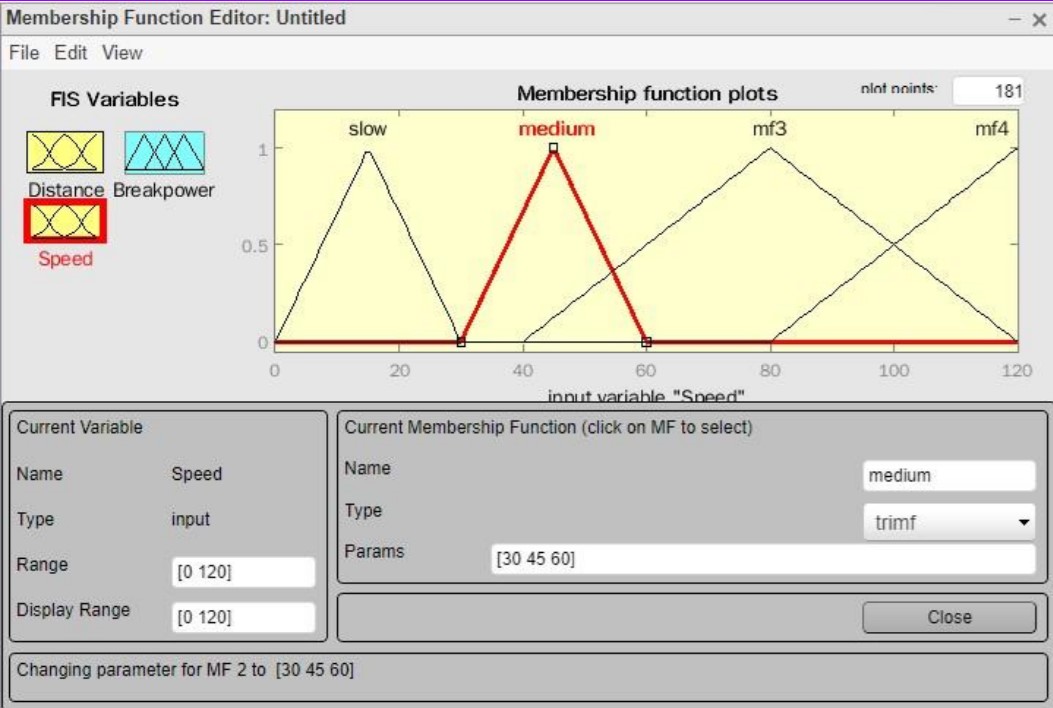 Membership Function Editor: Untitled
File Edit View
FIS Variables
Distance Breakpower
Speed
Membership function plots
plot points: 181
slow medium mf3 mf4
1
0.5
0
0 20 40 60 80 100 120
input variable "Speed"
Current Variable
Name Speed
Type input
Range [0 120]
Display Range [0 120]
Current Membership Function (click on MF to select)
Name medium
Type trimf
Params [30 45 60]
Close
Changing parameter for MF 2 to [30 45 60]